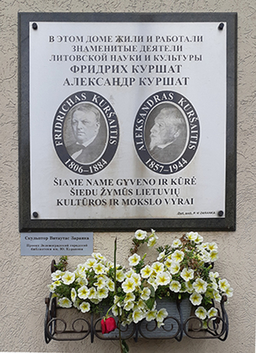 В ЭТОМ ДОМЕ ЖИЛИ И РАБОТАЛИ
ЗНАМЕНИТЫЕ ДЕЯТЕЛИ
ЛИТОВСКОЙ НАУКИ И КУЛЬТУРЫ
ФРИДРИХ КУРШАТ
АЛЕКСАНДР КУРШАТ
FRIDRICHAS KURŠAITIS
1806–1884
ALEKSANDRAS KURŠAITIS
1857–1944
ŠIAME NAME GYVENO IR KŪRĖ
ŠIEDU ŽYMŪS LIETUVIŲ
KULTŪROS IR MOKSLO VYRAI
Скульптор Витаутас